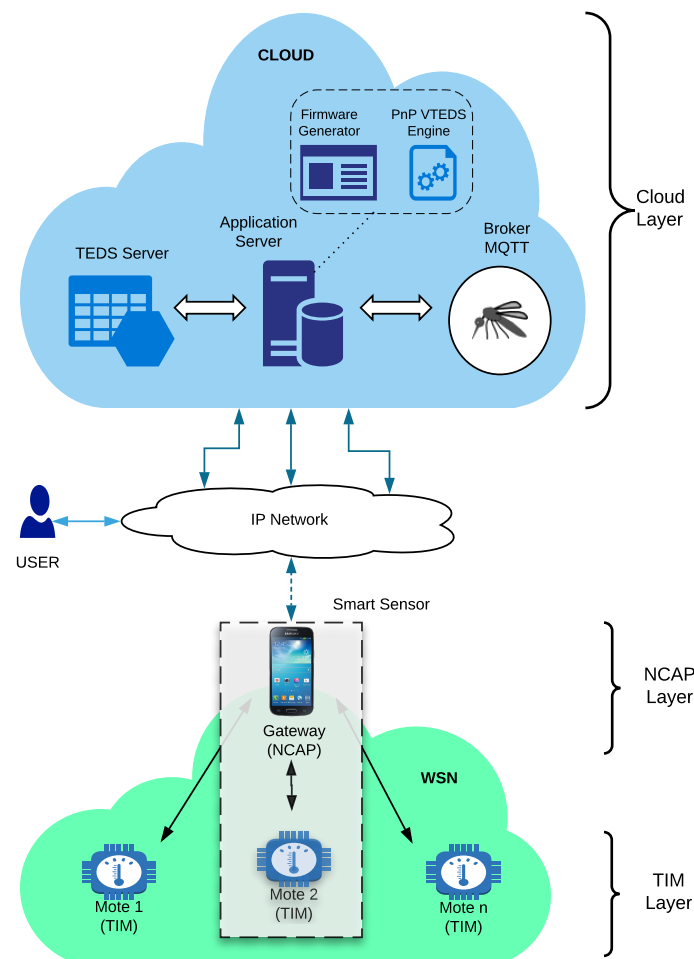 CLOUD
Firmware
Generator
PnP VTEDS
Engine
Application
Server
TEDS Server
Broker
MQTT
Cloud
Layer
IP Network
USER
Smart Sensor
NCAP
Layer
Gateway
(NCAP)
WSN
Mote 1
(TIM)
Mote 2
(TIM)
Mote n
(TIM)
TIM
Layer